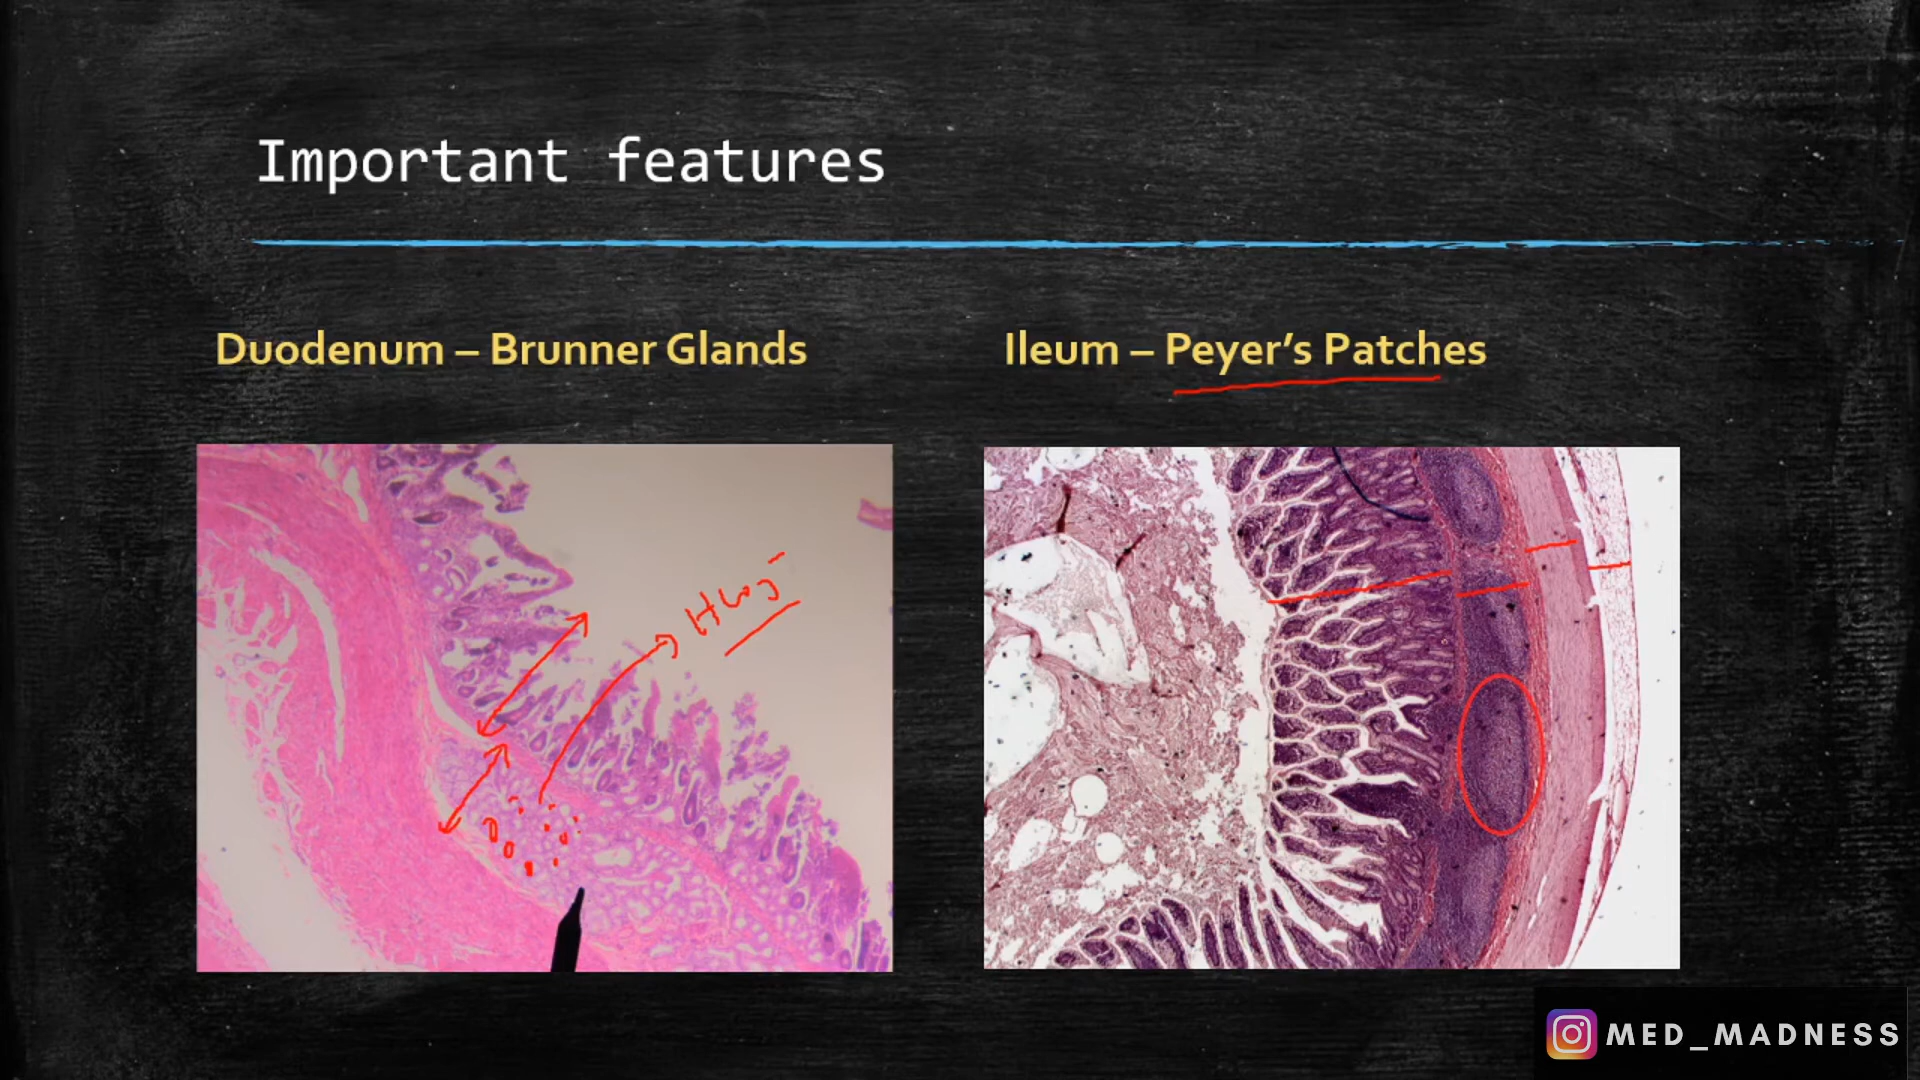 Important features
Duodenum – Brunner Glands
Ileum – Peyer's Patches
MED_MADNESS